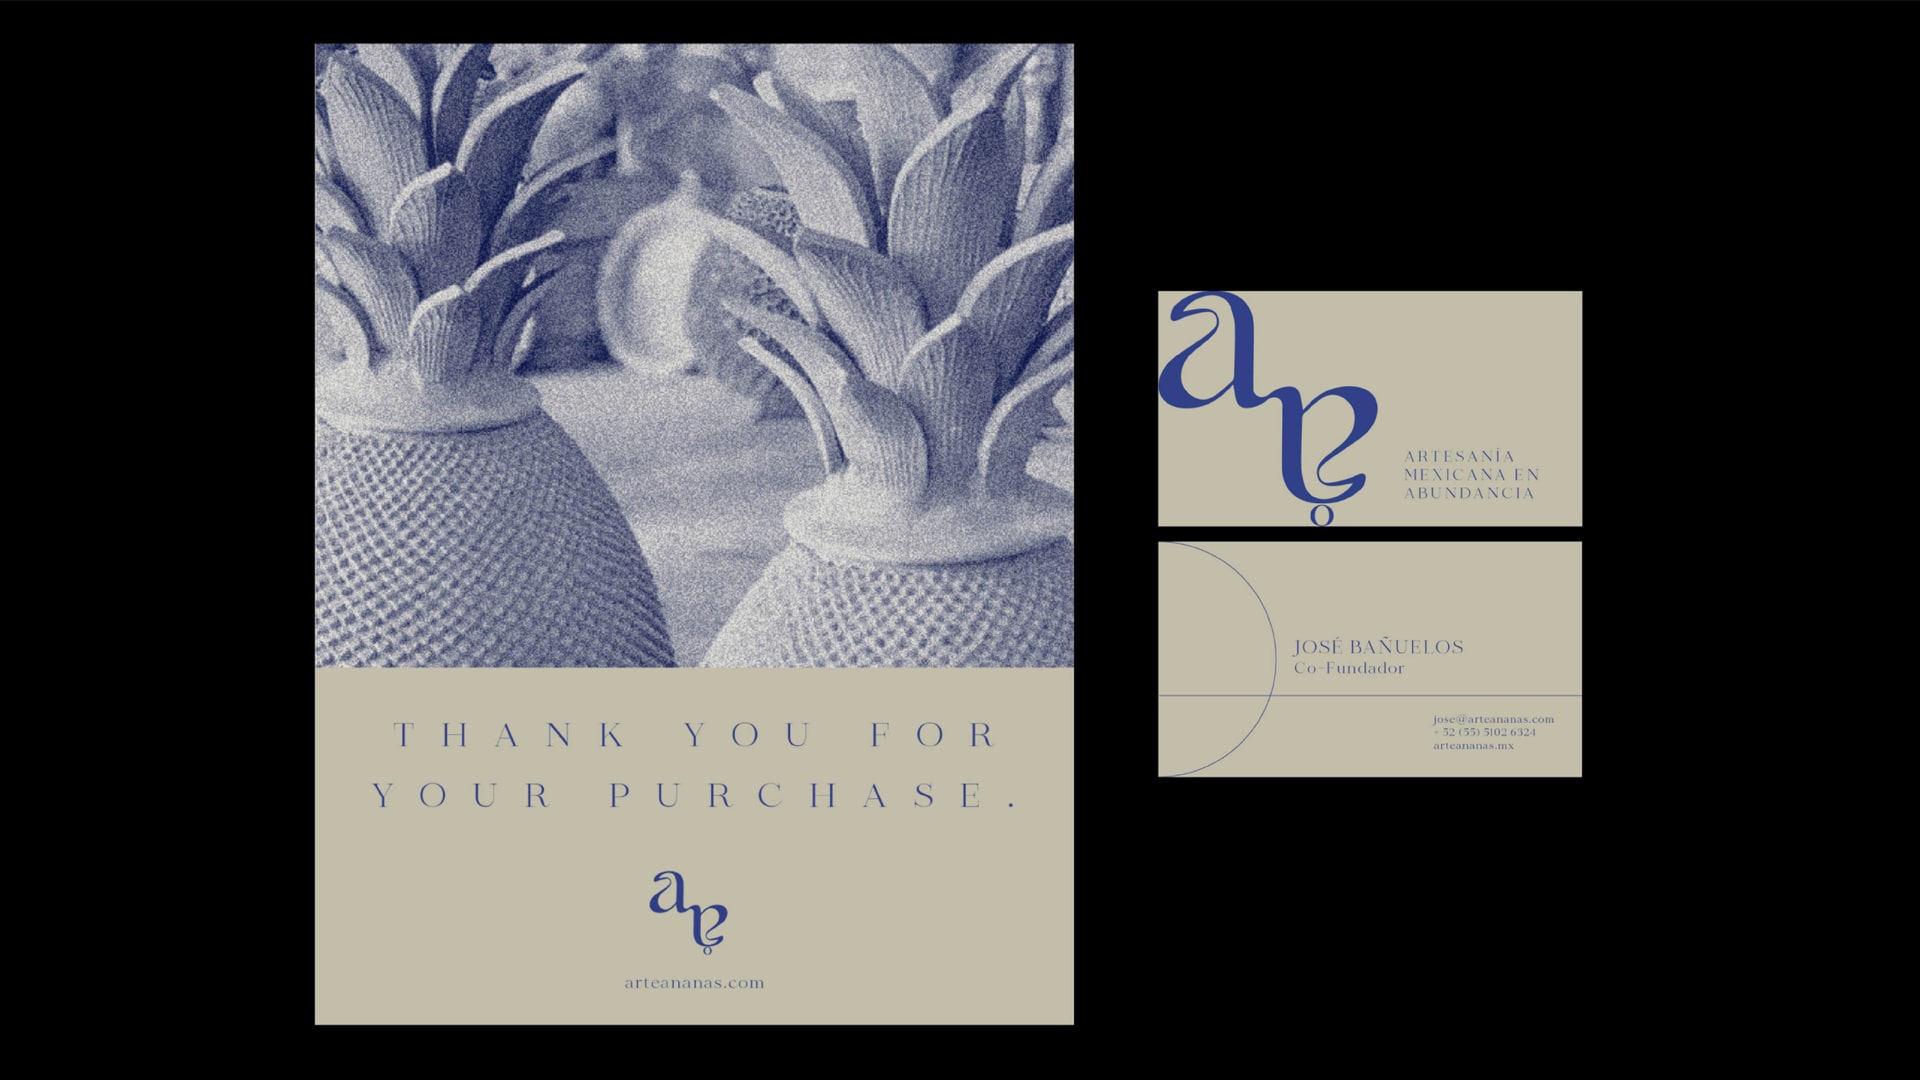 THANK YOU FOR
YOUR PURCHASE.
a a
arteananas.com
a a
ARTESANÍA
MEXICANA EN
ABUNDANCIA
JOSÉ BAÑUELOS
Co-Fundador
jose@arteananas.com
+ 52 (55) 5102 6324
arteananas.mx